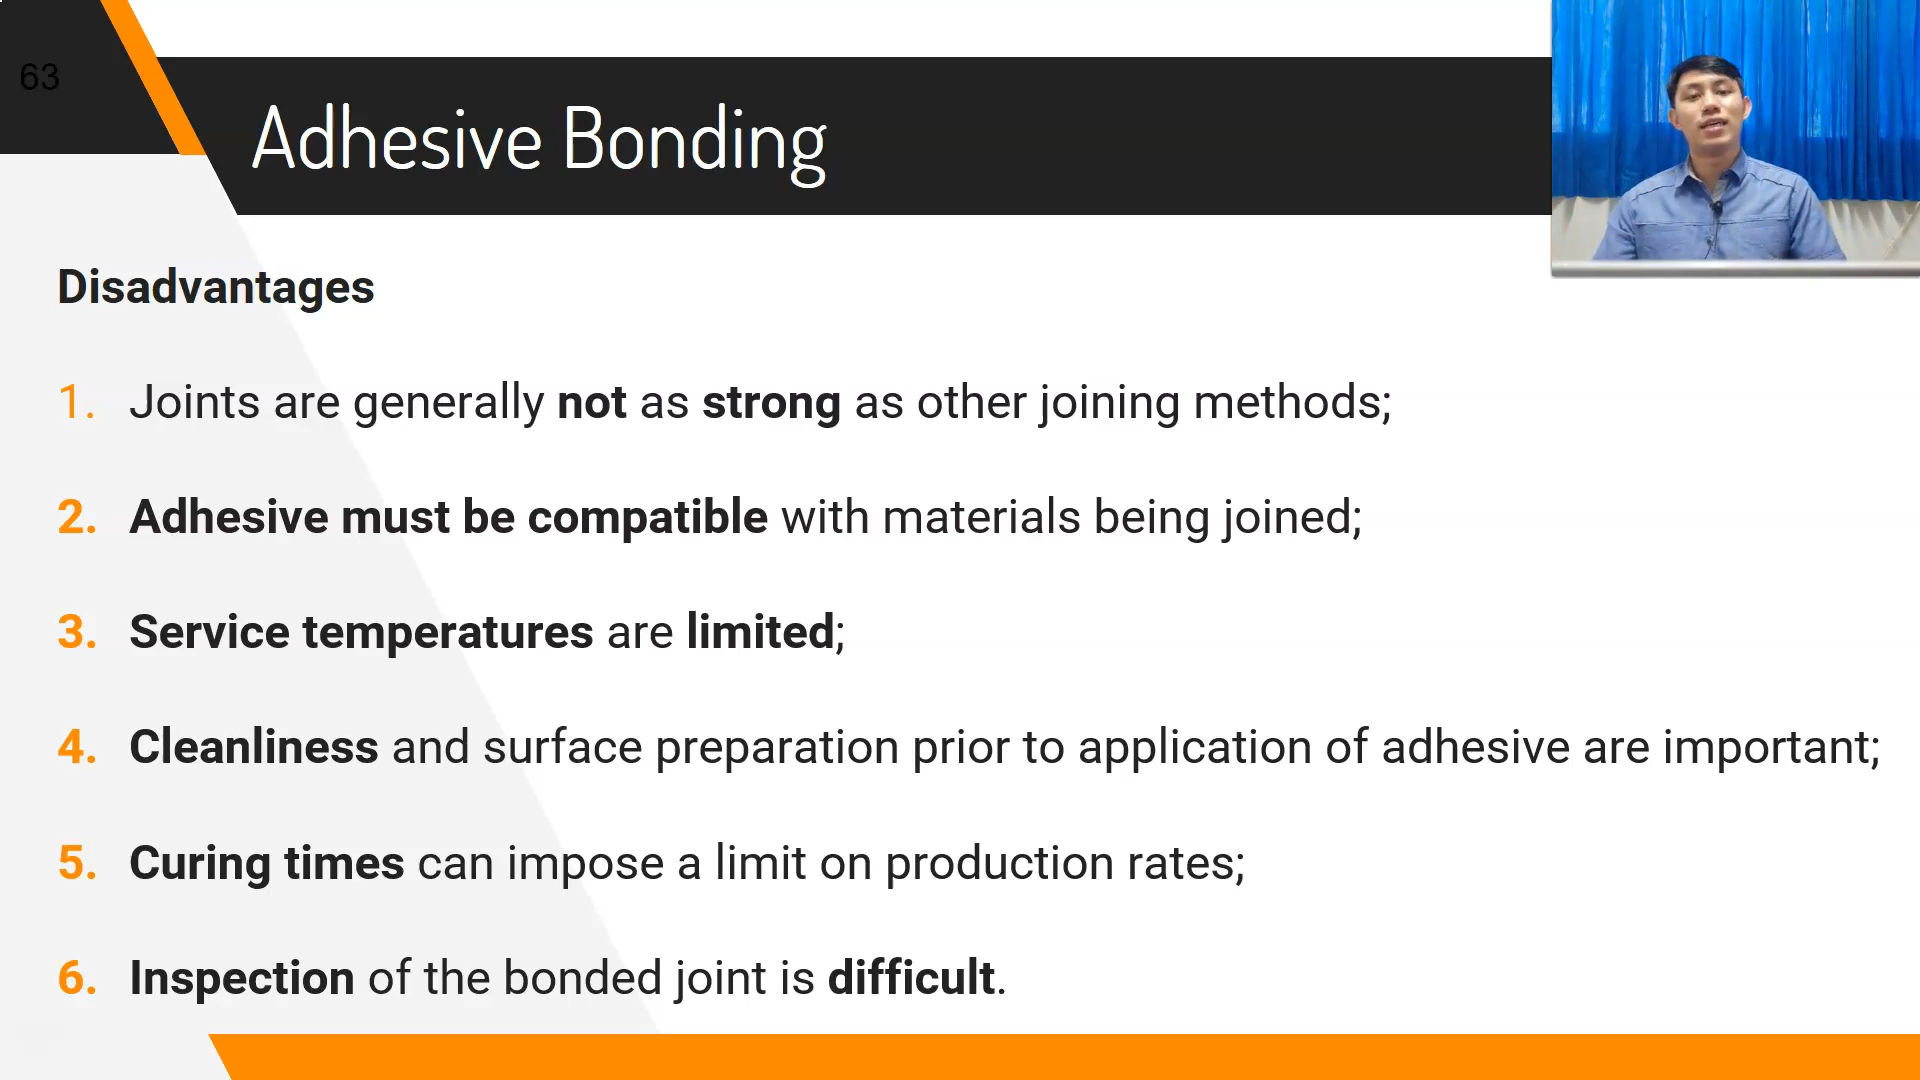 63
Adhesive Bonding
Disadvantages
1. Joints are generally not as strong as other joining methods;
2. Adhesive must be compatible with materials being joined;
3. Service temperatures are limited;
4. Cleanliness and surface preparation prior to application of adhesive are important;
5. Curing times can impose a limit on production rates;
6. Inspection of the bonded joint is difficult.